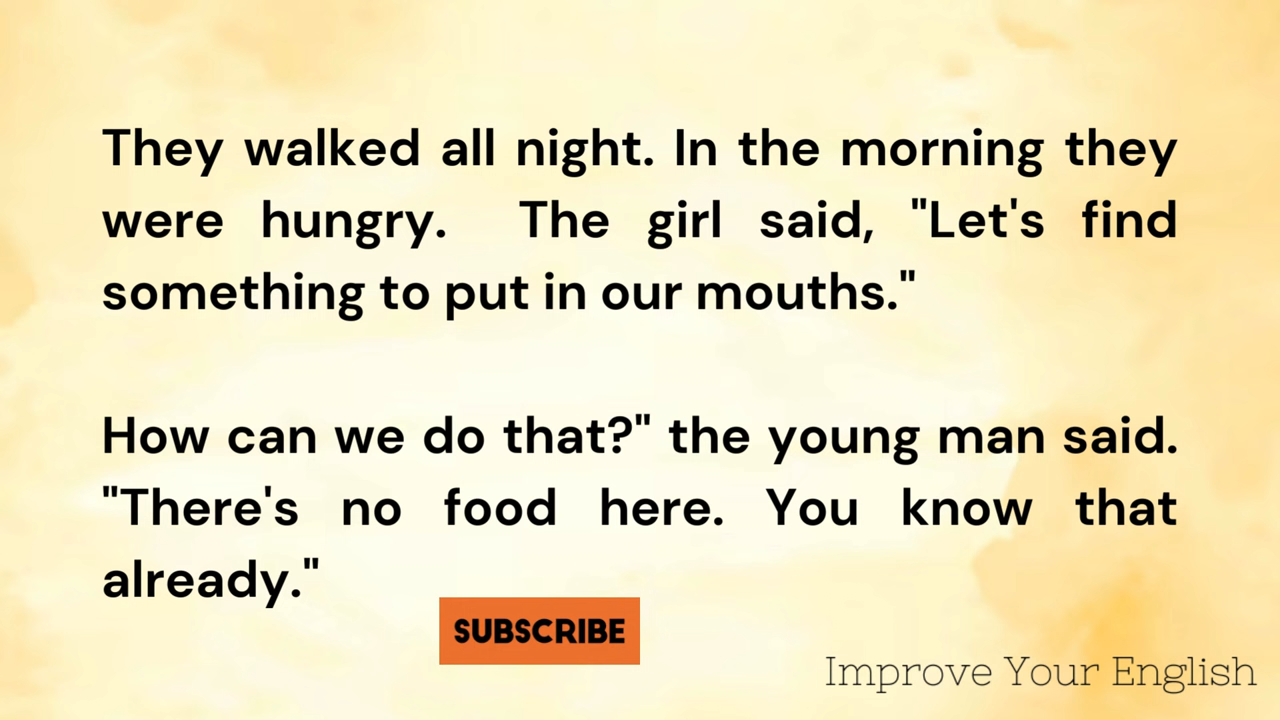 They walked all night. In the morning they
were hungry.  The girl said, "Let's find
something to put in our mouths."
How can we do that?" the young man said.
"There's no food here. You know that
already."
SUBSCRIBE
Improve Your English